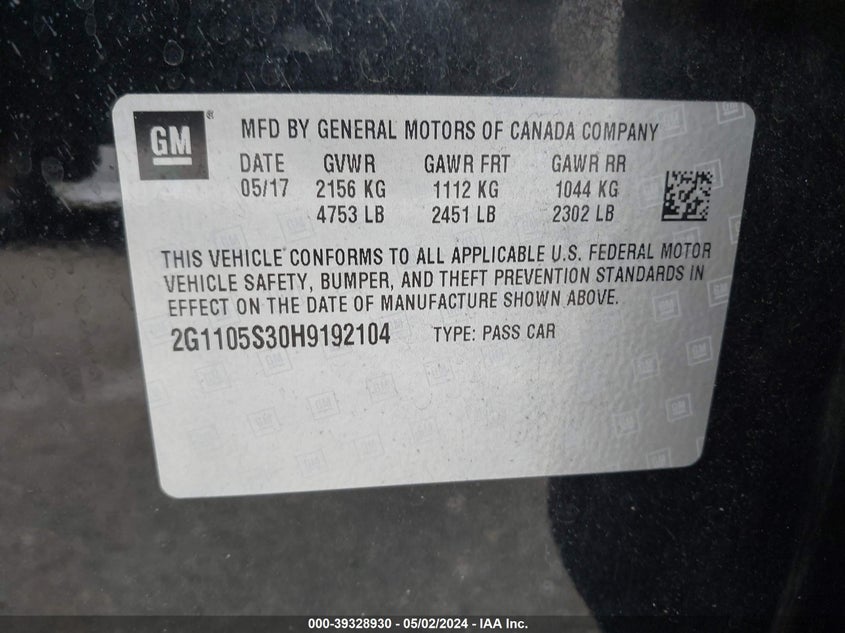 GM ®
MFD BY GENERAL MOTORS OF CANADA COMPANY
DATE GVWR GAWR FRT GAWR RR
05/17 2156 KG 1112 KG 1044 KG
4753 LB 2451 LB 2302 LB
THIS VEHICLE CONFORMS TO ALL APPLICABLE U.S. FEDERAL MOTOR
VEHICLE SAFETY, BUMPER, AND THEFT PREVENTION STANDARDS IN
EFFECT ON THE DATE OF MANUFACTURE SHOWN ABOVE.
2G1105S30H9192104 TYPE: PASS CAR
000-39328930 - 05/02/2024 - IAA Inc.